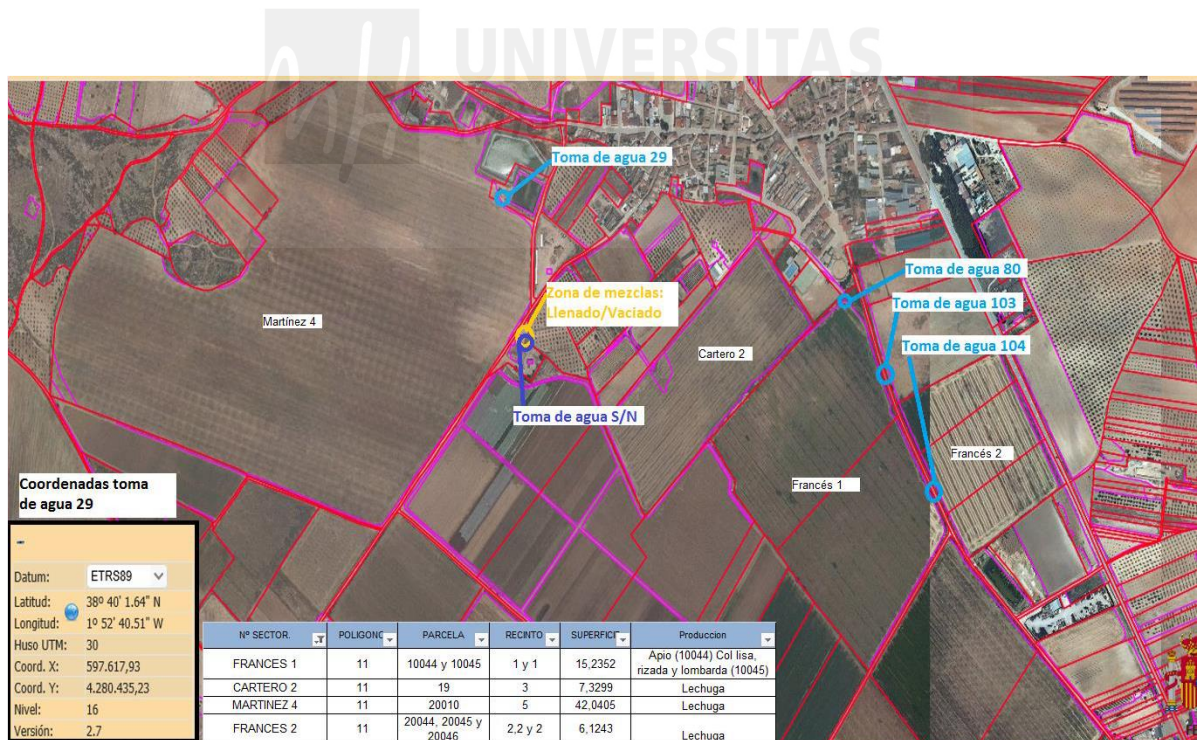 UNIVERSITAS
Toma de agua 29
Toma de agua 80
Zona de mezclas:
Llenado/Vaciado
Toma de agua 103
Martínez 4
Toma de agua 104
Cartero 2
Toma de agua S/N
Francés 2
Francés 1
Coordenadas toma
de agua 29
Datum: ETRS89
Latitud: 38º 40' 1.64" N
Longitud: 1º 52' 40.51" W
Huso UTM: 30
Coord. X: 597.617,93
Coord. Y: 4.280.435,23
Nivel: 16
Versión: 2.7
Nº SECTOR. POLIGONO PARCELA RECINTO SUPERFICI Produccion
FRANCES 1 11 10044 y 10045 1 y 1 15,2352 Apio (10044) Col lisa,
rizada y lombarda (10045)
CARTERO 2 11 19 3 7,3299 Lechuga
MARTINEZ 4 11 20010 5 42,0405 Lechuga
FRANCES 2 11 20044, 20045 y
20046 2,2 y 2 6,1243 Lechuga